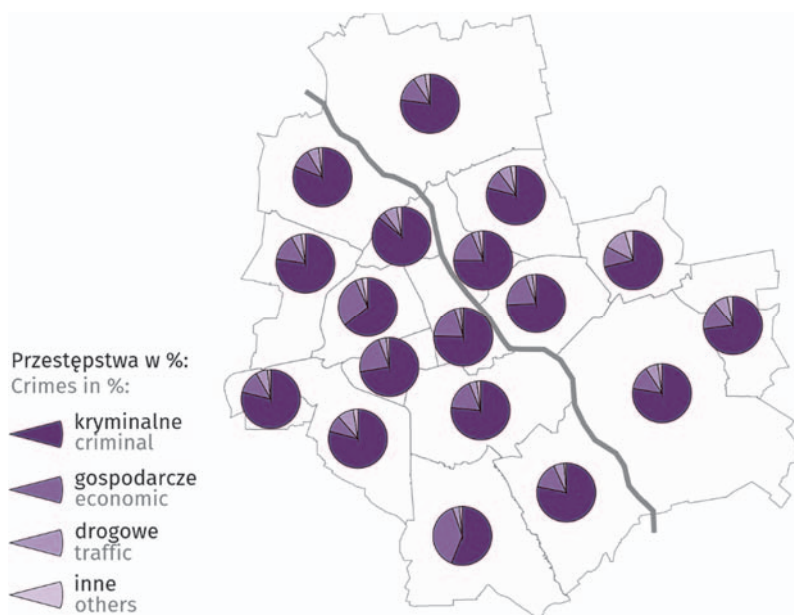 Przestępstwa w %:
Crimes in %:
kryminalne
criminal
gospodarcze
economic
drogowe
traffic
inne
others